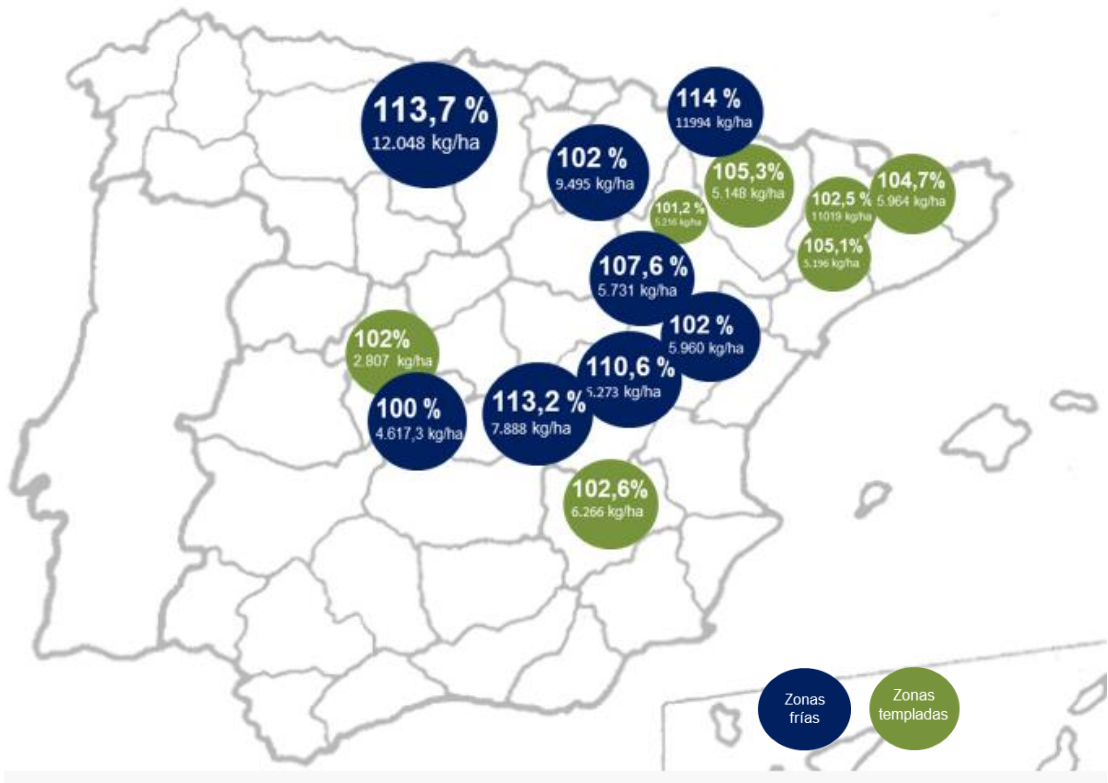 113,7 %
12.048 kg/ha
114 %
11994 kg/ha
102 %
9.495 kg/ha
105,3%
5.148 kg/ha
101,2 %
5.216 kg/ha
102,5 %
11019 kg/ha
104,7%
5.964 kg/ha
105,1%
5.196 kg/ha
107,6 %
5.731 kg/ha
102 %
5.960 kg/ha
102%
2.807 kg/ha
110,6 %
kg/ha
100 %
4.617,3 kg/ha
113,2 %
7.888 kg/ha
102,6%
6.266 kg/ha
Zonas
frías
Zonas
templadas